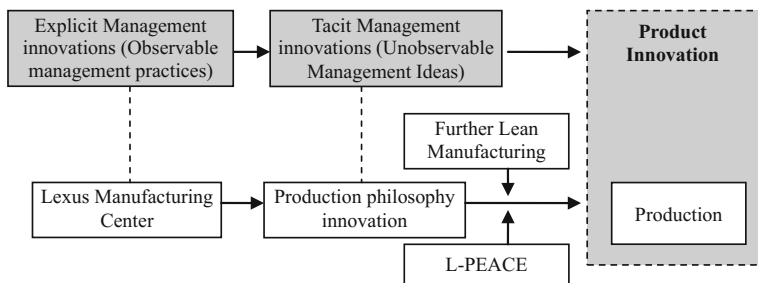 Explicit Management
innovations (Observable
management practices)
Tacit Management
innovations (Unobservable
Management Ideas)
Product
Innovation
Further Lean
Manufacturing
Lexus Manufacturing
Center
Production philosophy
innovation
Production
L-PEACE